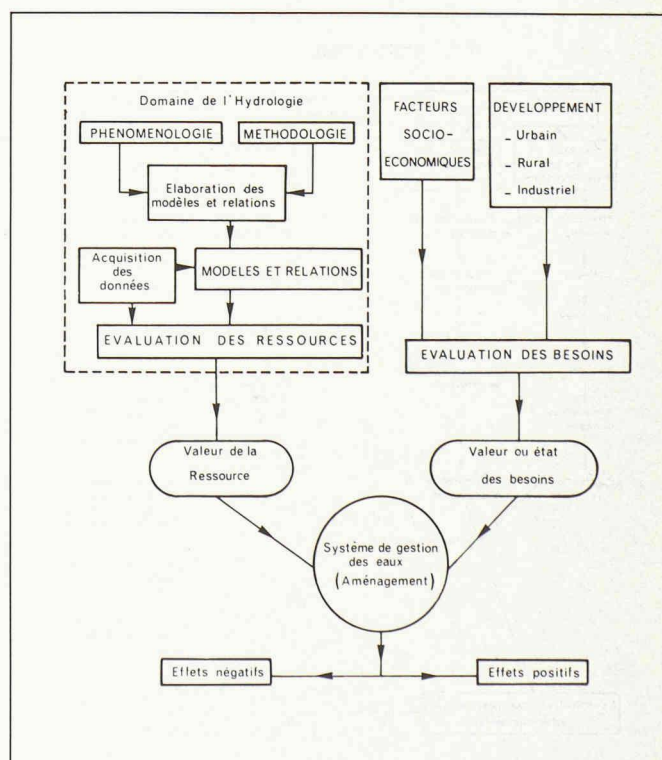 Domaine de l'Hydrologie
PHENOMENOLOGIE
METHODOLOGIE
Elaboration des
modèles et relations
Acquisition
des
données
MODELES ET RELATIONS
EVALUATION DES RESSOURCES
FACTEURS
SOCIO-
ECONOMIQUES
DEVELOPPEMENT
_ Urbain
_ Rural
_ Industriel
EVALUATION DES BESOINS
Valeur de la
Ressource
Valeur ou état
des besoins
Système de gestion
des eaux
(Aménagement)
Effets négatifs
Effets positifs